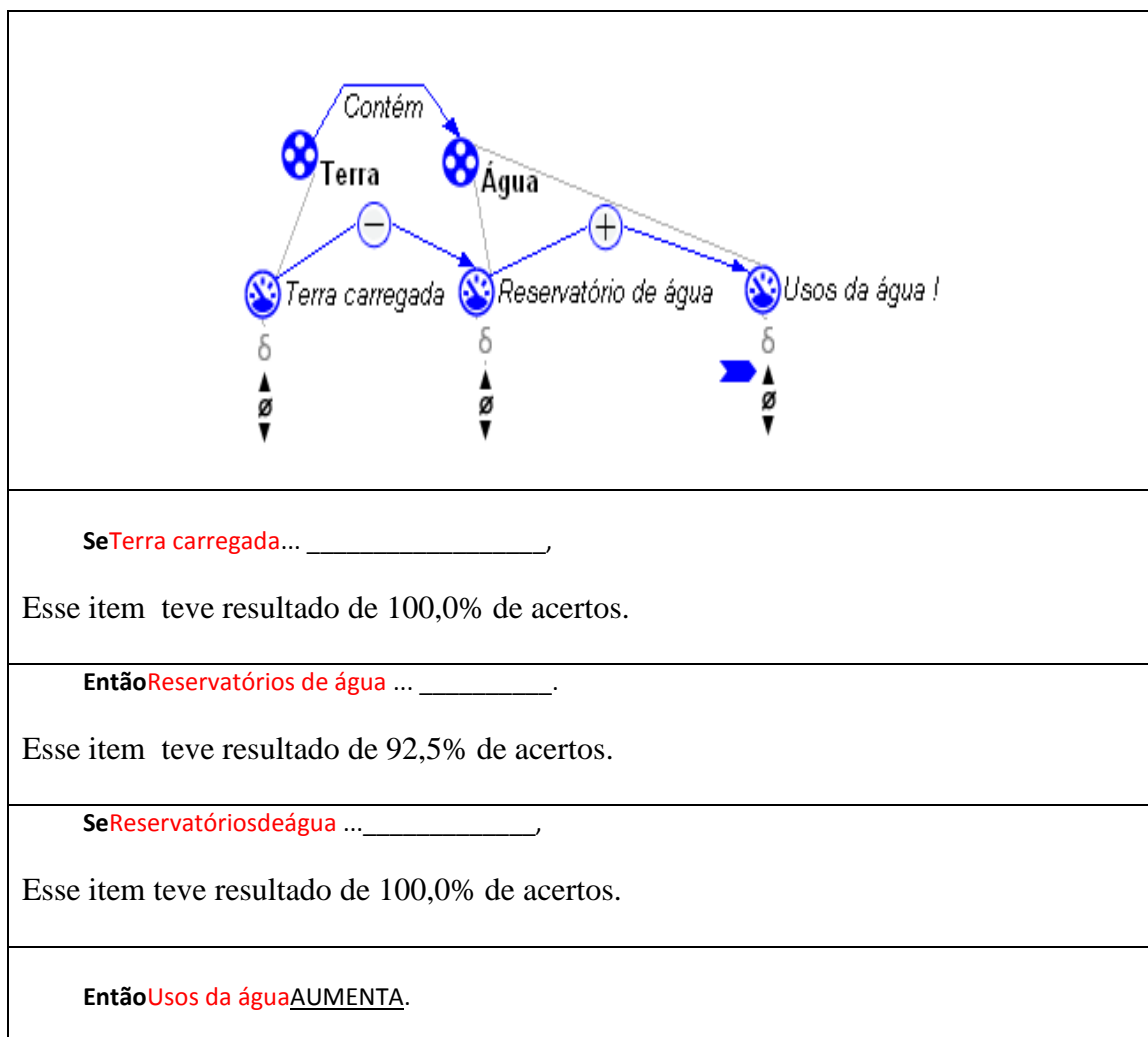 Contém
Terra
Água
−
+
Terra carregada
Reservatório de água
Usos da água !
δ
δ
δ
ø
ø
ø
SeTerra carregada... __________________,
Esse item  teve resultado de 100,0% de acertos.
EntãoReservatórios de água ... __________.
Esse item  teve resultado de 92,5% de acertos.
SeReservatóriosdeágua ..._____________,
Esse item teve resultado de 100,0% de acertos.
EntãoUsos da águaAUMENTA.